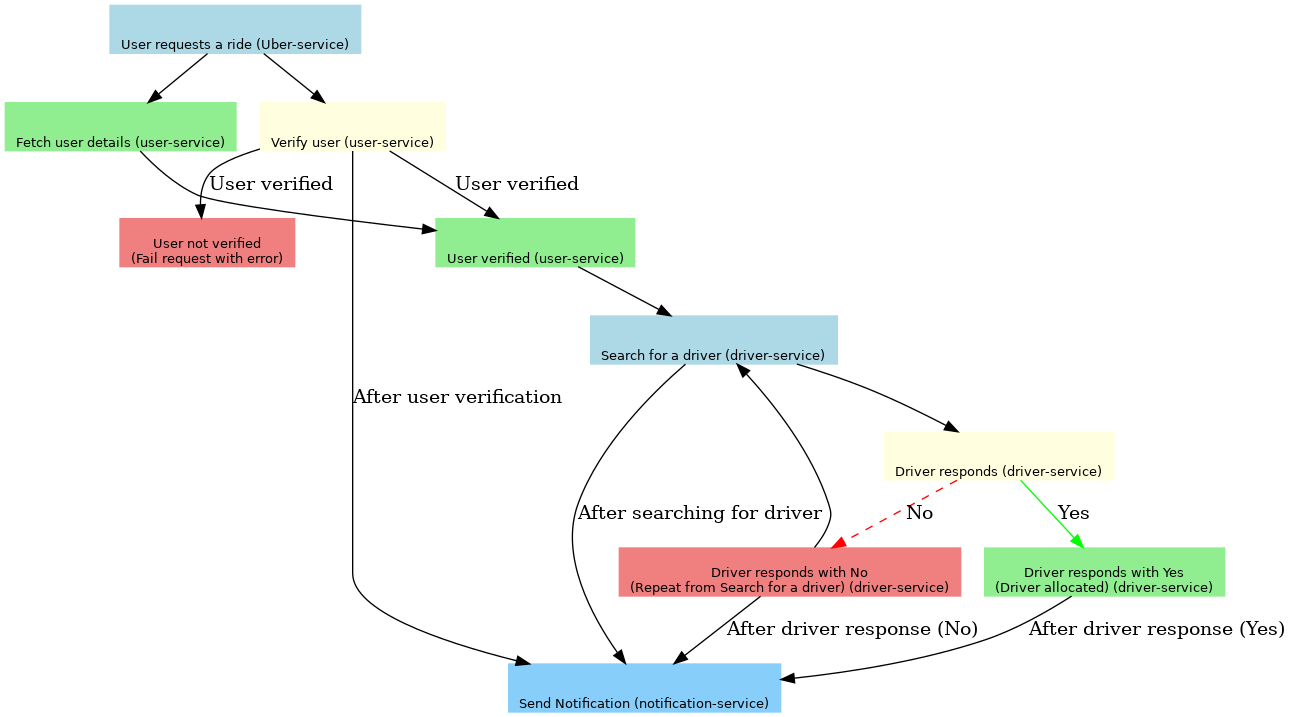 User requests a ride (Uber-service)
Fetch user details (user-service)
Verify user (user-service)
User verified
User verified
User not verified
(Fail request with error)
User verified (user-service)
Search for a driver (driver-service)
After user verification
Driver responds (driver-service)
After searching for driver
No
Yes
Driver responds with No
(Repeat from Search for a driver) (driver-service)
Driver responds with Yes
(Driver allocated) (driver-service)
After driver response (No)
After driver response (Yes)
Send Notification (notification-service)